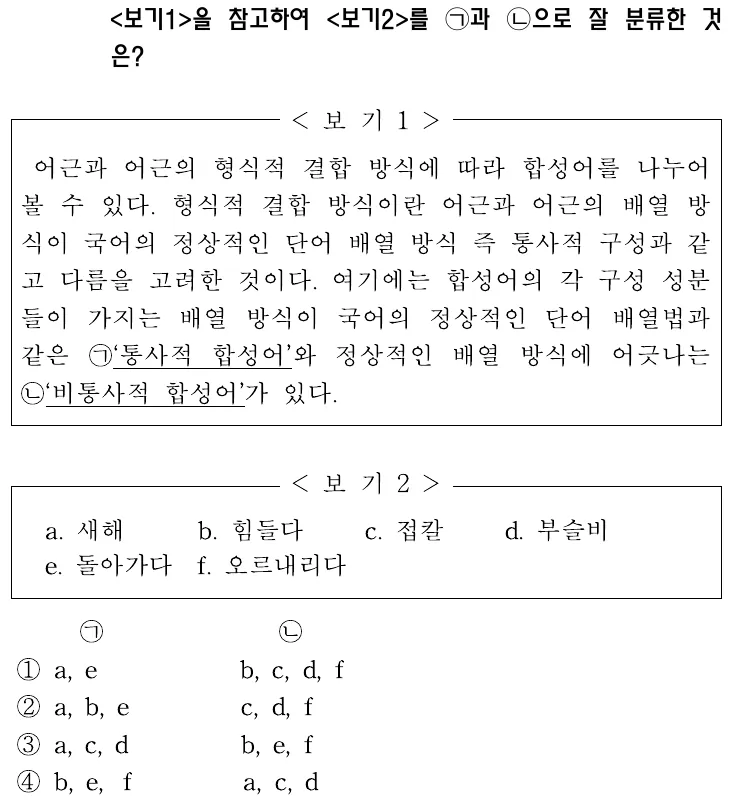 <보기1>을 참고하여 <보기2>를 ㉠과 ㉡으로 잘 분류한 것
은?
< 보 기 1 >
어근과 어근의 형식적 결합 방식에 따라 합성어를 나누어
볼 수 있다. 형식적 결합 방식이란 어근과 어근의 배열 방
식이 국어의 정상적인 단어 배열 방식 즉 통사적 구성과 같
고 다름을 고려한 것이다. 여기에는 합성어의 각 구성 성분
들이 가지는 배열 방식이 국어의 정상적인 단어 배열법과
같은 ㉠‘통사적 합성어’와 정상적인 배열 방식에 어긋나는
㉡‘비통사적 합성어’가 있다.
< 보 기 2 >
a. 새해 b. 힘들다 c. 접칼 d. 부슬비
e. 돌아가다 f. 오르내리다
㉠ ㉡
① a, e b, c, d, f
② a, b, e c, d, f
③ a, c, d b, e, f
④ b, e, f a, c, d